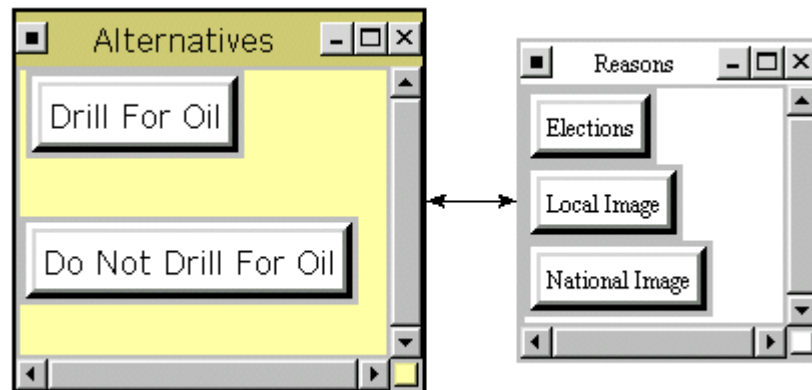 Alternatives
Drill For Oil
Do Not Drill For Oil
Reasons
Elections
Local Image
National Image